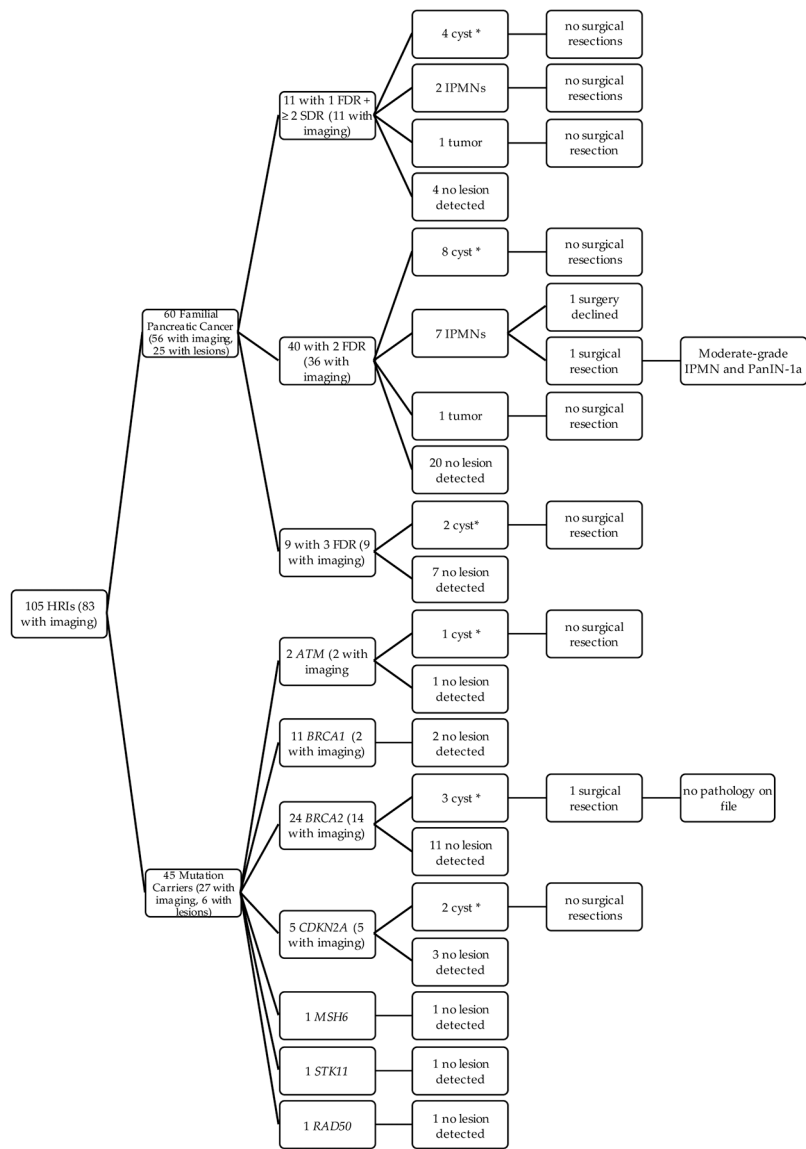 105 HRIs (83
with imaging)
60 Familial
Pancreatic Cancer
(56 with imaging,
25 with lesions)
11 with 1 FDR +
≥ 2 SDR (11 with
imaging)
4 cyst *
no surgical
resections
2 IPMNs
no surgical
resections
1 tumor
no surgical
resection
4 no lesion
detected
40 with 2 FDR
(36 with
imaging)
8 cyst *
no surgical
resections
7 IPMNs
1 surgery
declined
1 surgical
resection
Moderate-grade
IPMN and PanIN-1a
1 tumor
no surgical
resection
20 no lesion
detected
9 with 3 FDR (9
with imaging)
2 cyst*
no surgical
resection
7 no lesion
detected
45 Mutation
Carriers (27 with
imaging, 6 with
lesions)
2 ATM (2 with
imaging
1 cyst *
no surgical
resection
1 no lesion
detected
11 BRCA1 (2
with imaging)
2 no lesion
detected
24 BRCA2 (14
with imaging)
3 cyst *
1 surgical
resection
no pathology on
file
11 no lesion
detected
5 CDKN2A (5
with imaging)
2 cyst *
no surgical
resections
3 no lesion
detected
1 MSH6
1 no lesion
detected
1 STK11
1 no lesion
detected
1 RAD50
1 no lesion
detected